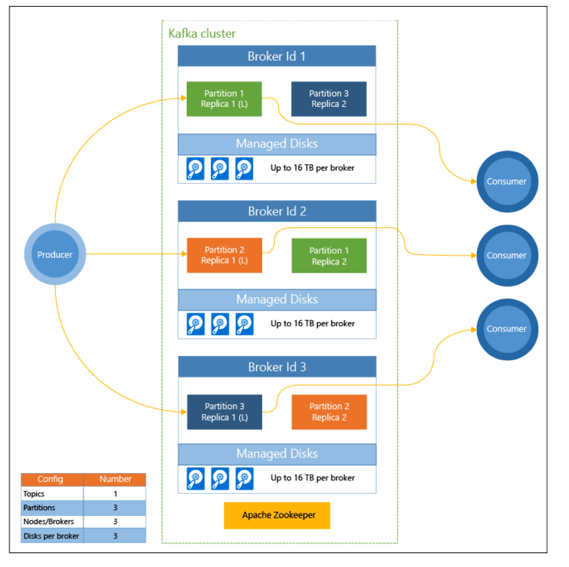 Kafka cluster
Broker Id 1
Partition 1
Replica 1 (L)
Partition 3
Replica 2
Managed Disks
Up to 16 TB per broker
Consumer
Broker Id 2
Partition 2
Replica 1 (L)
Partition 1
Replica 2
Managed Disks
Up to 16 TB per broker
Producer
Consumer
Consumer
Broker Id 3
Partition 3
Replica 1 (L)
Partition 2
Replica 2
Managed Disks
Up to 16 TB per broker
Config Number
Topics 1
Partitions 3
Nodes/Brokers 3
Disks per broker 3
Apache Zookeeper